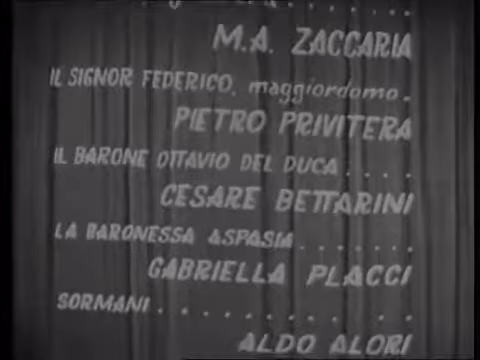 M.A. ZACCARIA
IL SIGNOR FEDERICO, maggiordomo.
PIETRO PRIVITERA
IL BARONE OTTAVIO DEL DUCA....
CESARE BETTARINI
LA BARONESSA ASPASIA.......
GABRIELLA PLACCI
SORMANI............
ALDO ALORI